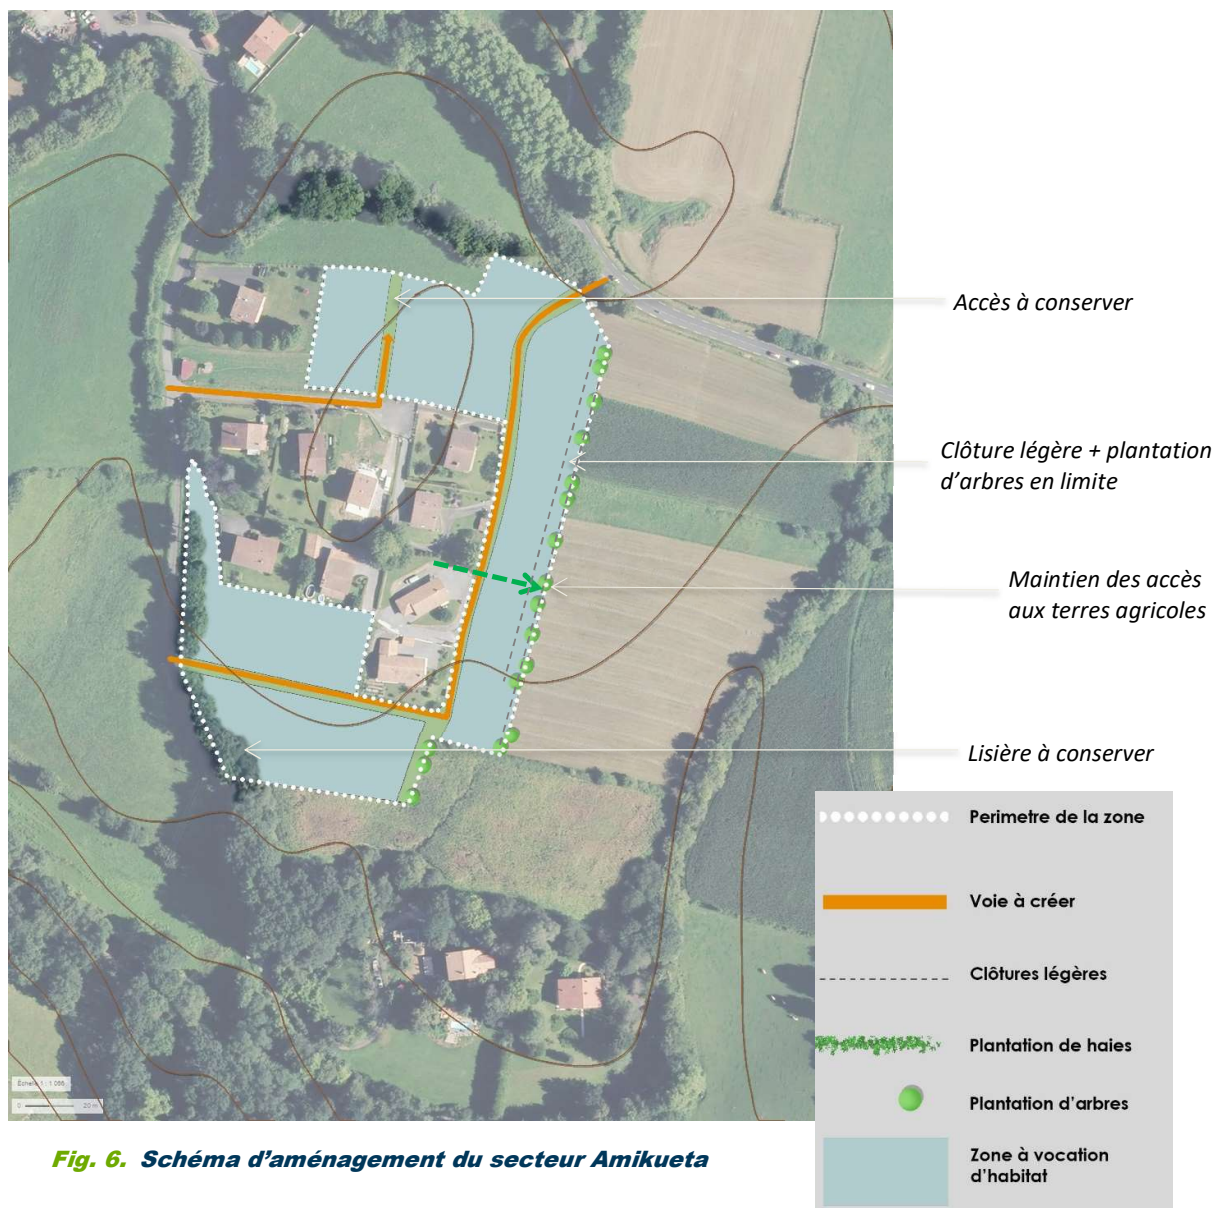 Accès à conserver
Clôture légère + plantation
d’arbres en limite
Maintien des accès
aux terres agricoles
Lisière à conserver
Perimetre de la zone
Voie à créer
Clôtures légères
Plantation de haies
Plantation d’arbres
Zone à vocation
d’habitat
0 20 m
Fig. 6. Schéma d’aménagement du secteur Amikueta